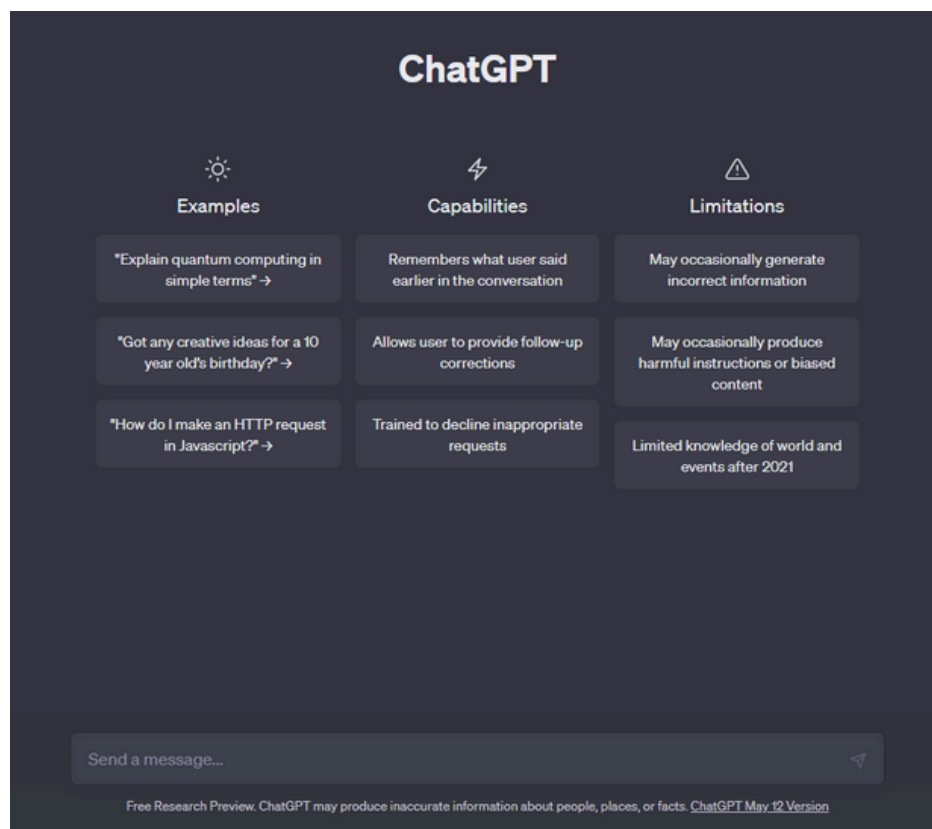 ChatGPT
Examples
"Explain quantum computing in
simple terms" →
"Got any creative ideas for a 10
year old's birthday?" →
"How do I make an HTTP request
in Javascript?" →
Capabilities
Remembers what user said
earlier in the conversation
Allows user to provide follow-up
corrections
Trained to decline inappropriate
requests
Limitations
May occasionally generate
incorrect information
May occasionally produce
harmful instructions or biased
content
Limited knowledge of world and
events after 2021
Send a message...
Free Research Preview. ChatGPT may produce inaccurate information about people, places, or facts. ChatGPT May 12 Version